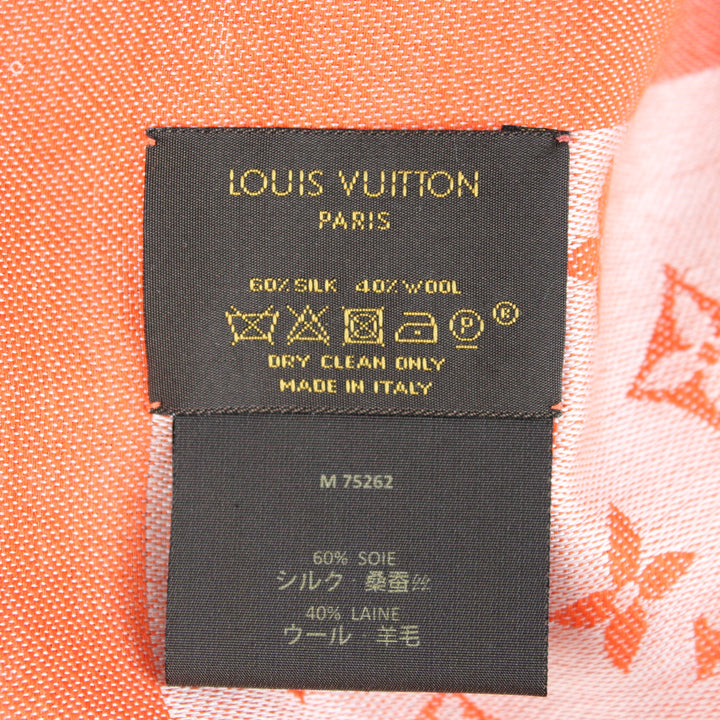 LOUIS VUITTON
PARIS
60% SILK 40% WOOL
P ®
DRY CLEAN ONLY
MADE IN ITALY
M 75262
60% SOIE
シルク・桑蚕丝
40% LAINE
ウール・羊毛